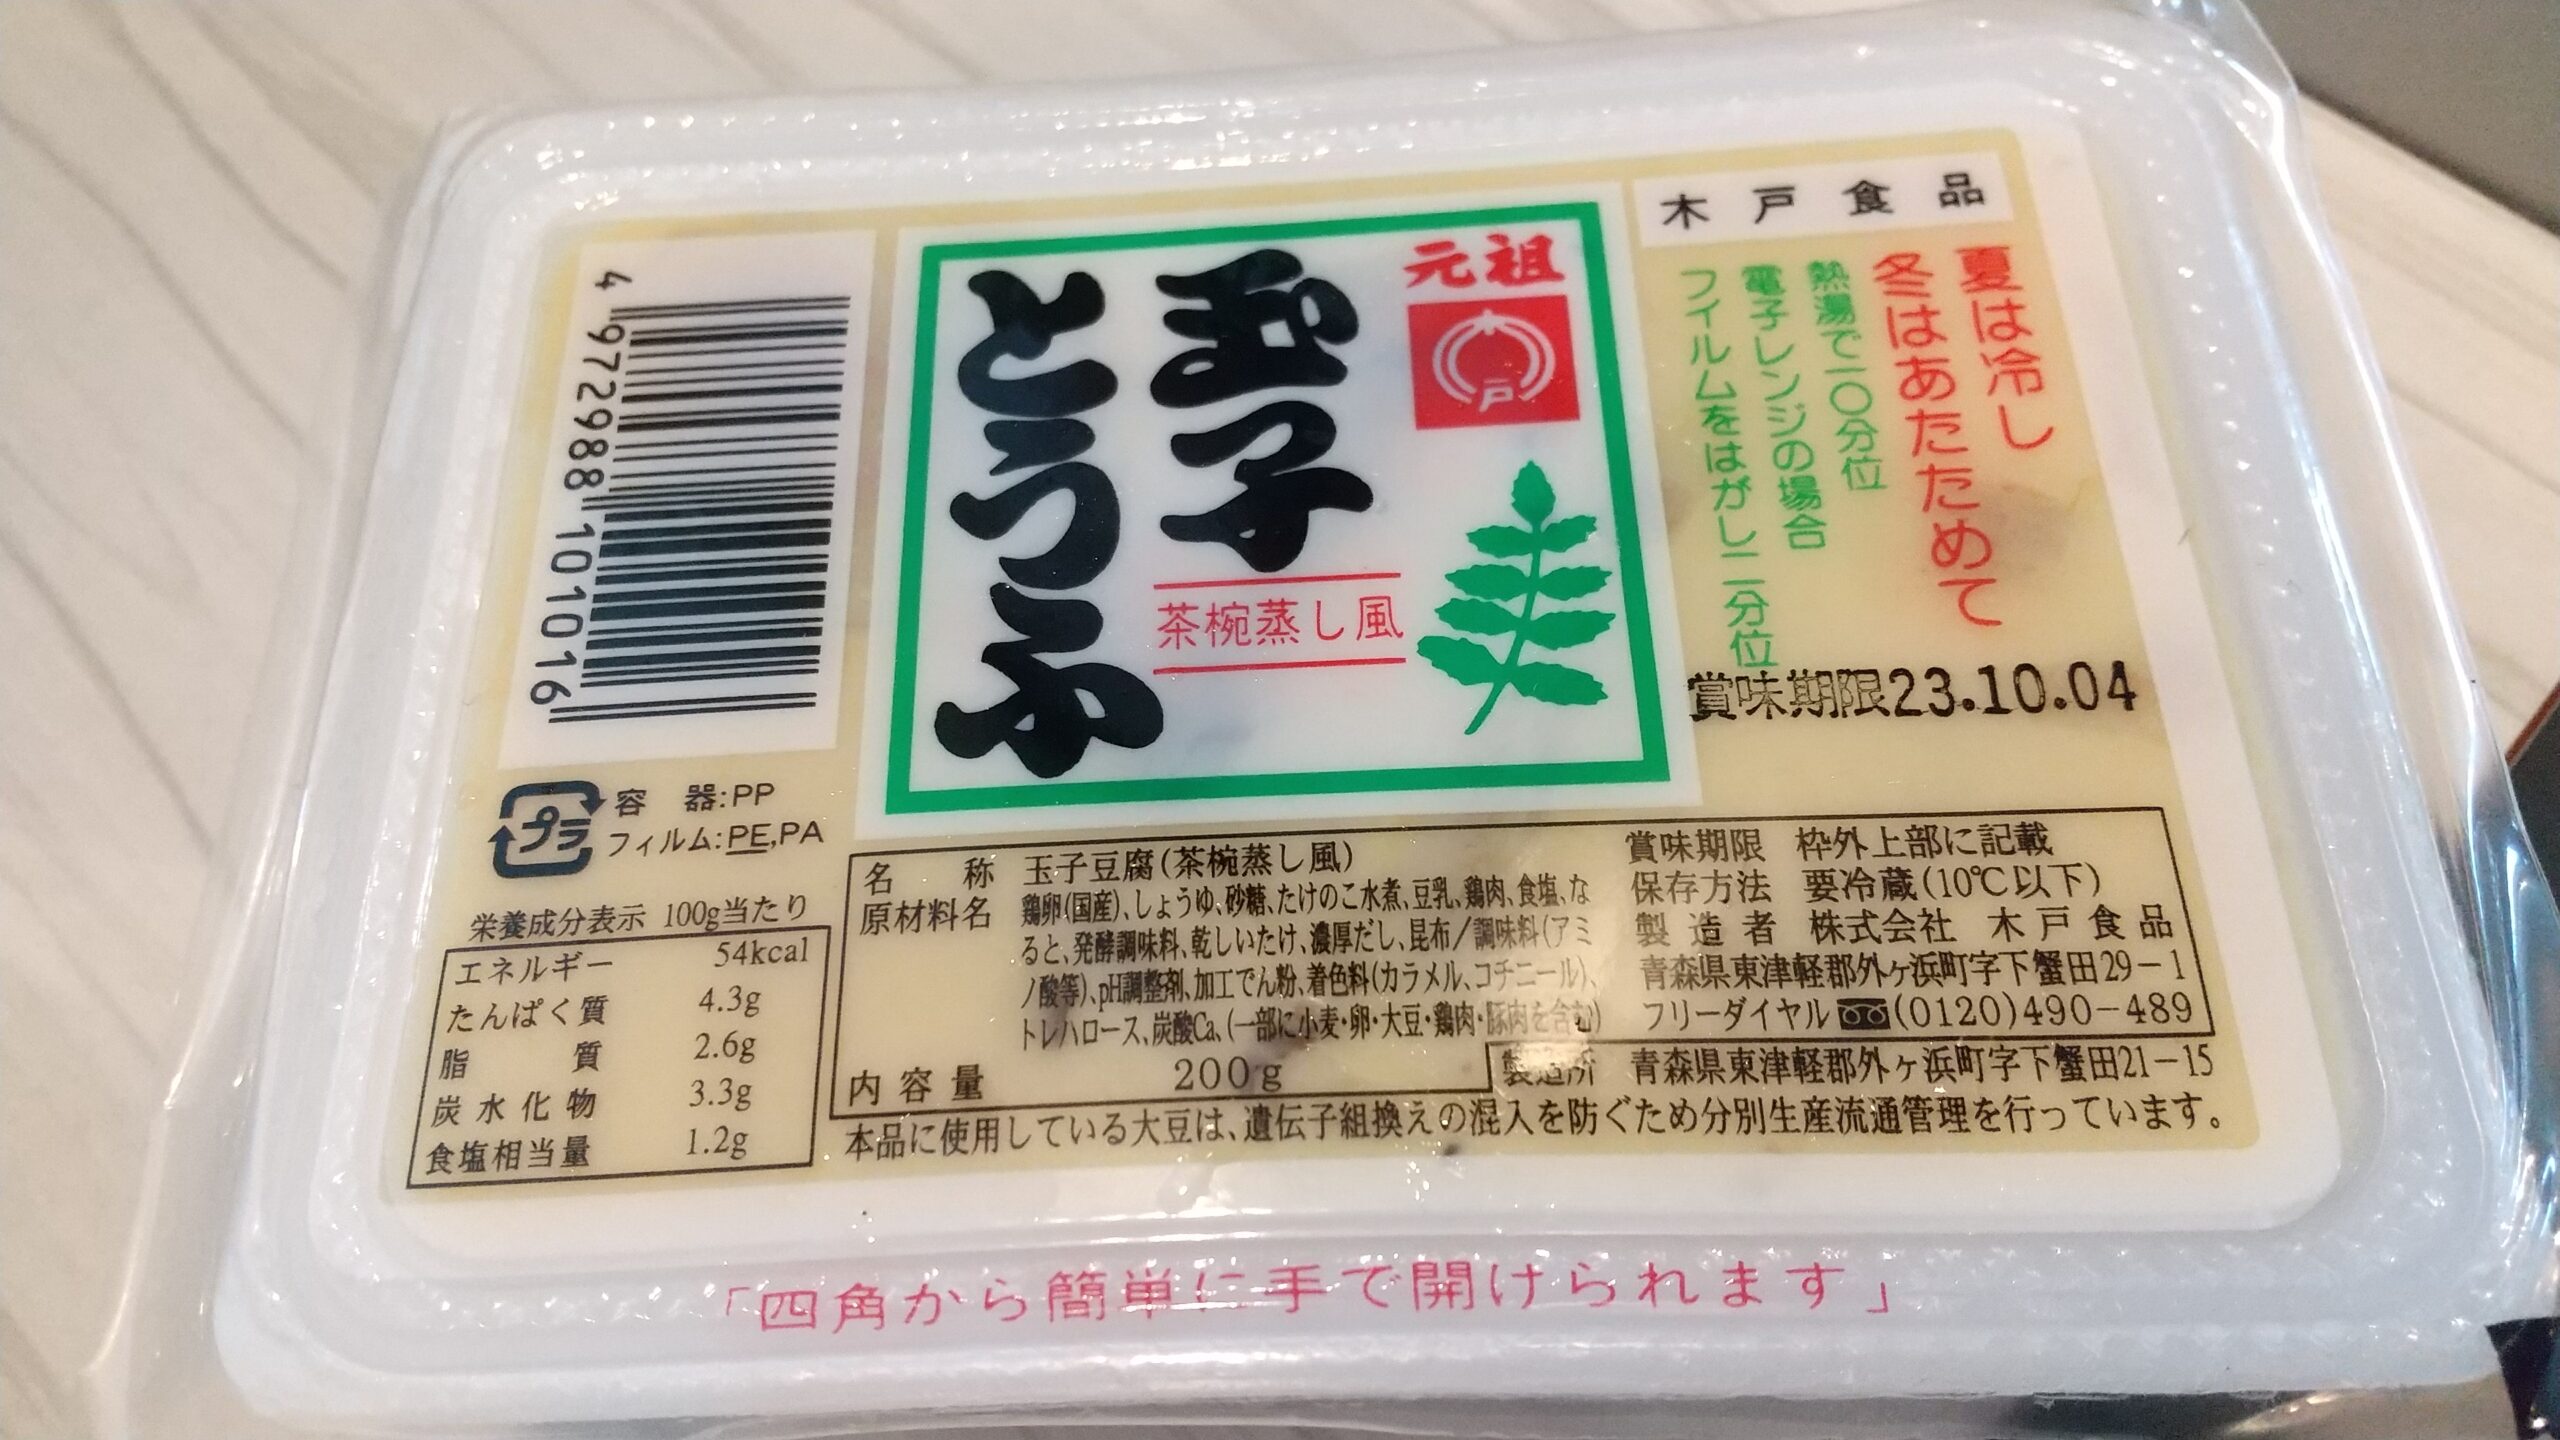 木戸食品
夏は冷し
冬はあたためて
熱湯で一〇分位
電子レンジの場合
フィルムをはがし二分位
賞味期限23.10.04
元祖
戸
玉子
とうふ
茶椀蒸し風
4 972988 101016
プラ
容　器:PP
フィルム:PE,PA
栄養成分表示 100g当たり
エネルギー 54kcal
たんぱく質 4.3g
脂質 2.6g
炭水化物 3.3g
食塩相当量 1.2g
名称 玉子豆腐(茶椀蒸し風)
原材料名 鶏卵(国産)、しょうゆ、砂糖、たけのこ水煮、豆乳、鶏肉、食塩、な
ると、発酵調味料、乾しいたけ、濃厚だし、昆布／調味料(アミ
ノ酸等)、pH調整剤、加工でん粉、着色料(カラメル、コチニール)、
トレハロース、炭酸Ca、(一部に小麦・卵・大豆・鶏肉・豚肉を含む)
内容量 200g
賞味期限 枠外上部に記載
保存方法 要冷蔵(10℃以下)
製造者 株式会社 木戸食品
青森県東津軽郡外ヶ浜町字下蟹田29－1
フリーダイヤル(0120)490－489
製造所 青森県東津軽郡外ヶ浜町字下蟹田21－15
本品に使用している大豆は、遺伝子組換えの混入を防ぐため分別生産流通管理を行っています。
「四角から簡単に手で開けられます」